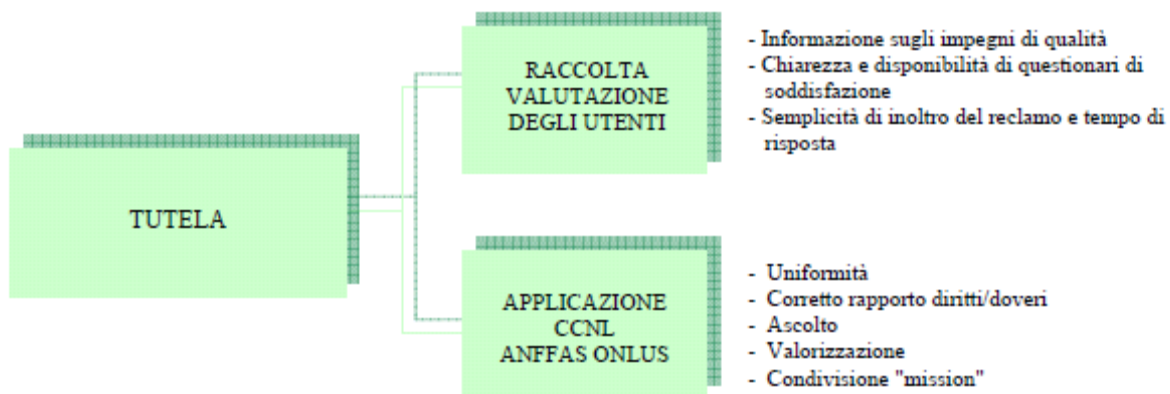 TUTELA
RACCOLTA
VALUTAZIONE
DEGLI UTENTI
- Informazione sugli impegni di qualità
- Chiarezza e disponibilità di questionari di
soddisfazione
- Semplicità di inoltro del reclamo e tempo di
risposta
APPLICAZIONE
CCNL
ANFFAS ONLUS
- Uniformità
- Corretto rapporto diritti/doveri
- Ascolto
- Valorizzazione
- Condivisione "mission"